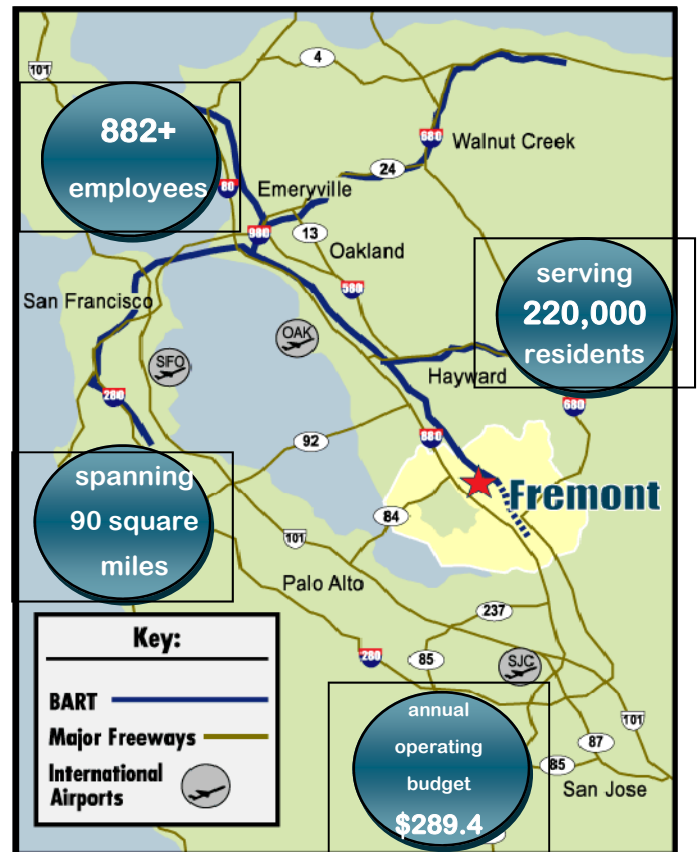 4
101
882+
employees
680
Walnut Creek
24
80
Emeryville
980
13
Oakland
serving
220,000
residents
580
San Francisco
OAK
SFO
Hayward
280
680
92
880
spanning
90 square
miles
Fremont
84
101
Palo Alto
237
Key:
BART
Major Freeways
International
Airports
280
85
SJC
annual
operating
budget
$289.4
101
87
85
San Jose